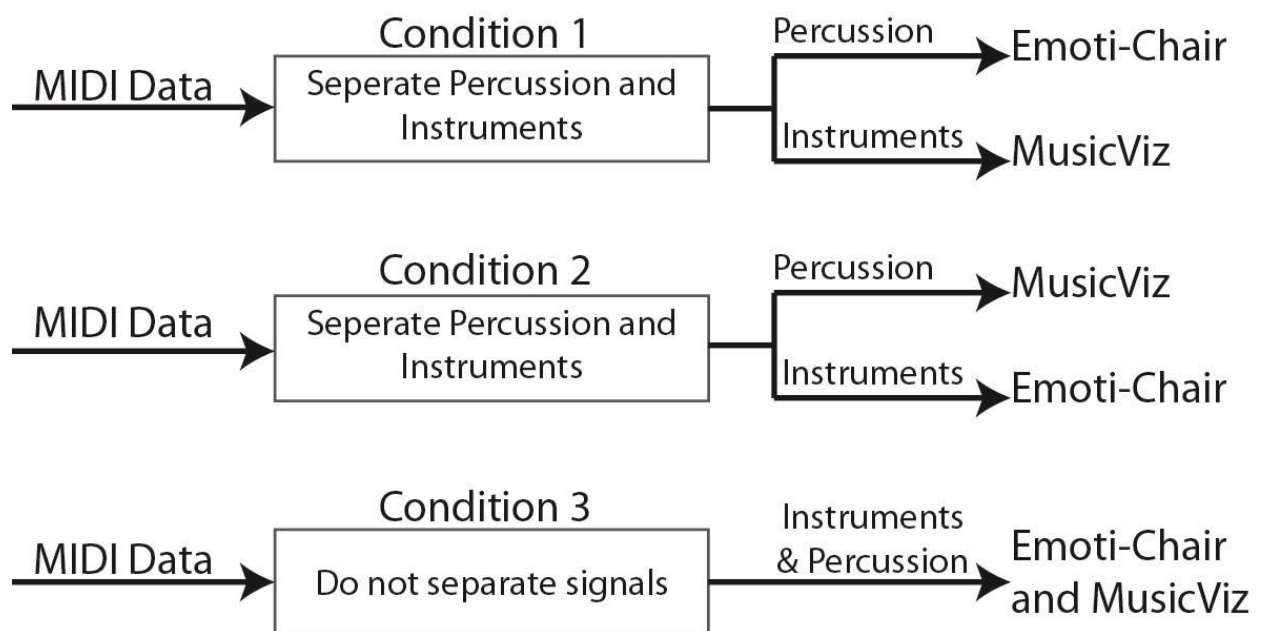 Condition 1
MIDI Data
Seperate Percussion and
Instruments
Percussion
Emoti-Chair
Instruments
MusicViz
Condition 2
MIDI Data
Seperate Percussion and
Instruments
Percussion
MusicViz
Instruments
Emoti-Chair
Condition 3
MIDI Data
Do not separate signals
Instruments
& Percussion
Emoti-Chair
and MusicViz